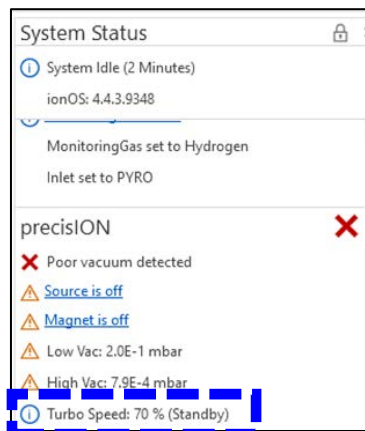 System Status
System Idle (2 Minutes)
ionOS: 4.4.3.9348
MonitoringGas set to Hydrogen
Inlet set to PYRO
precisION
Poor vacuum detected
Source is off
Magnet is off
Low Vac: 2.0E-1 mbar
High Vac: 7.9E-4 mbar
Turbo Speed: 70 % (Standby)